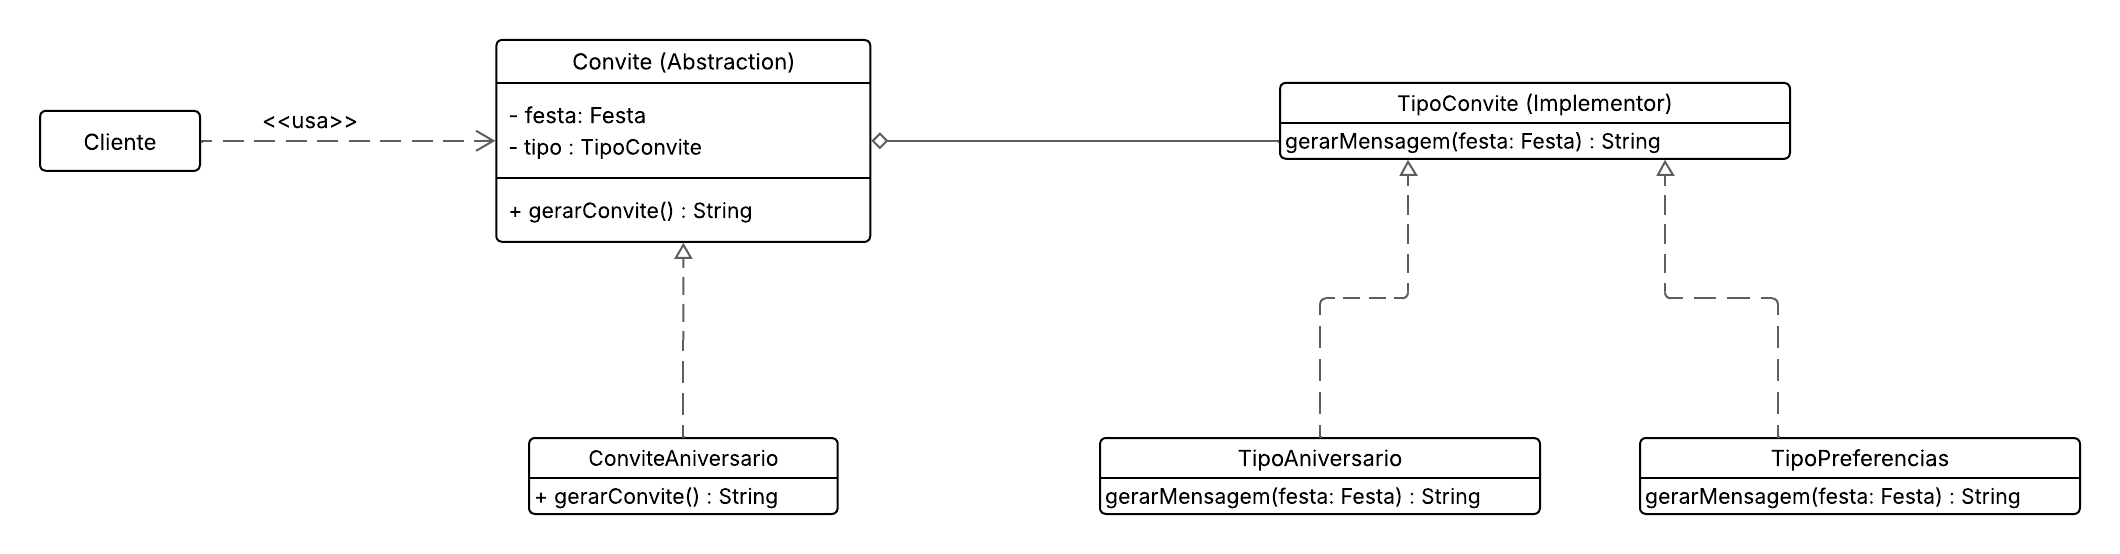 Cliente
<<usa>>
Convite (Abstraction)
- festa: Festa
- tipo : TipoConvite
+ gerarConvite() : String
TipoConvite (Implementor)
gerarMensagem(festa: Festa) : String
ConviteAniversario
+ gerarConvite() : String
TipoAniversario
gerarMensagem(festa: Festa) : String
TipoPreferencias
gerarMensagem(festa: Festa) : String